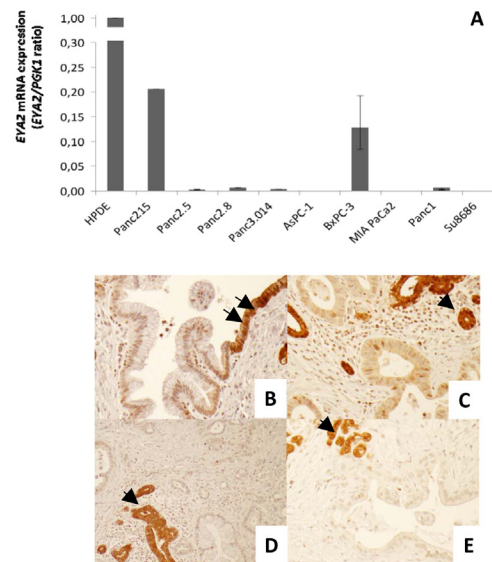 A
EYA2 mRNA expression
(EYA2/PGK1 ratio)
1,00
0,30
0,25
0,20
0,15
0,10
0,05
0,00
HPDE
Panc215
Panc2.5
Panc2.8
Panc3.014
AsPC-1
BxPC-3
MIA PaCa2
Panc1
Su8686
B
C
D
E